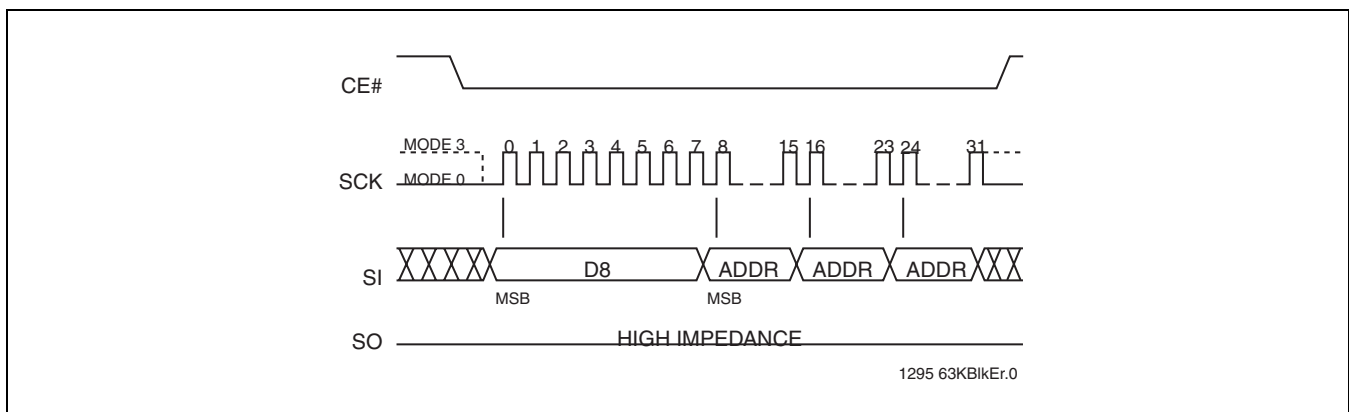 CE#
MODE 3 0 1 2 3 4 5 6 7 8 15 16 23 24 31
SCK MODE 0
SI D8 ADDR ADDR ADDR
MSB MSB
SO HIGH IMPEDANCE
1295 63KBlkEr.0